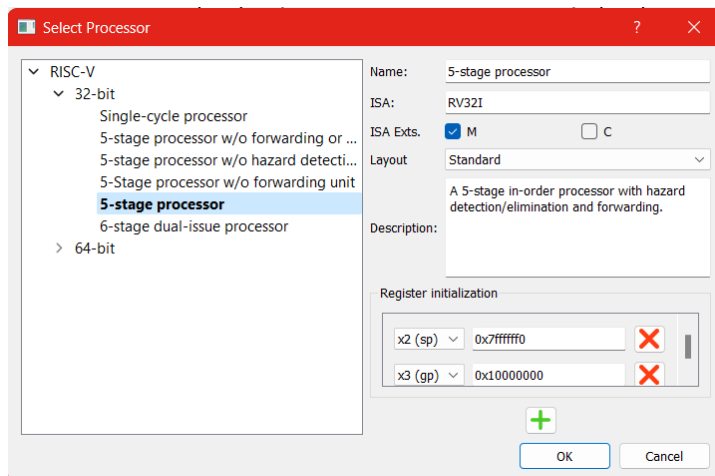 Select Processor
?
RISC-V
32-bit
Single-cycle processor
5-stage processor w/o forwarding or ...
5-stage processor w/o hazard detecti...
5-Stage processor w/o forwarding unit
5-stage processor
6-stage dual-issue processor
64-bit
Name: 5-stage processor
ISA: RV32I
ISA Exts. M C
Layout Standard
Description: A 5-stage in-order processor with hazard
detection/elimination and forwarding.
Register initialization
x2 (sp) 0x7ffffff0
x3 (gp) 0x10000000
OK Cancel